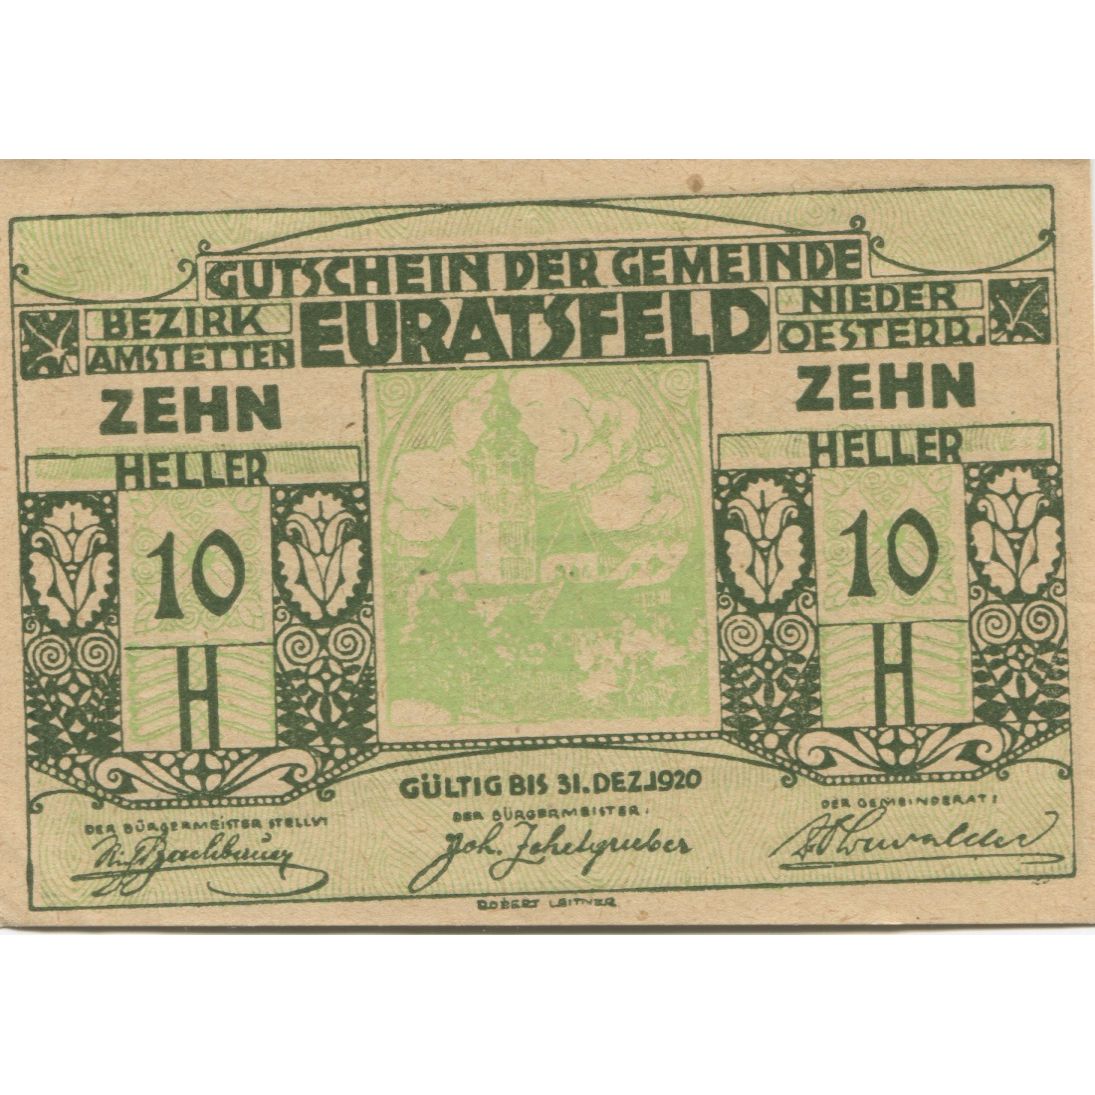 GUTSCHEIN DER GEMEINDE
BEZIRK
AMSTETTEN
EURATSFELD
NIEDER
OESTERR.
ZEHN
HELLER
10
H
ZEHN
HELLER
10
H
GÜLTIG BIS 31. DEZ. 1920
DER BÜRGERMEISTER STELLV:
DER BÜRGERMEISTER:
Joh. Zehetgruber
DER GEMEINDERAT:
ROBERT LEITNER